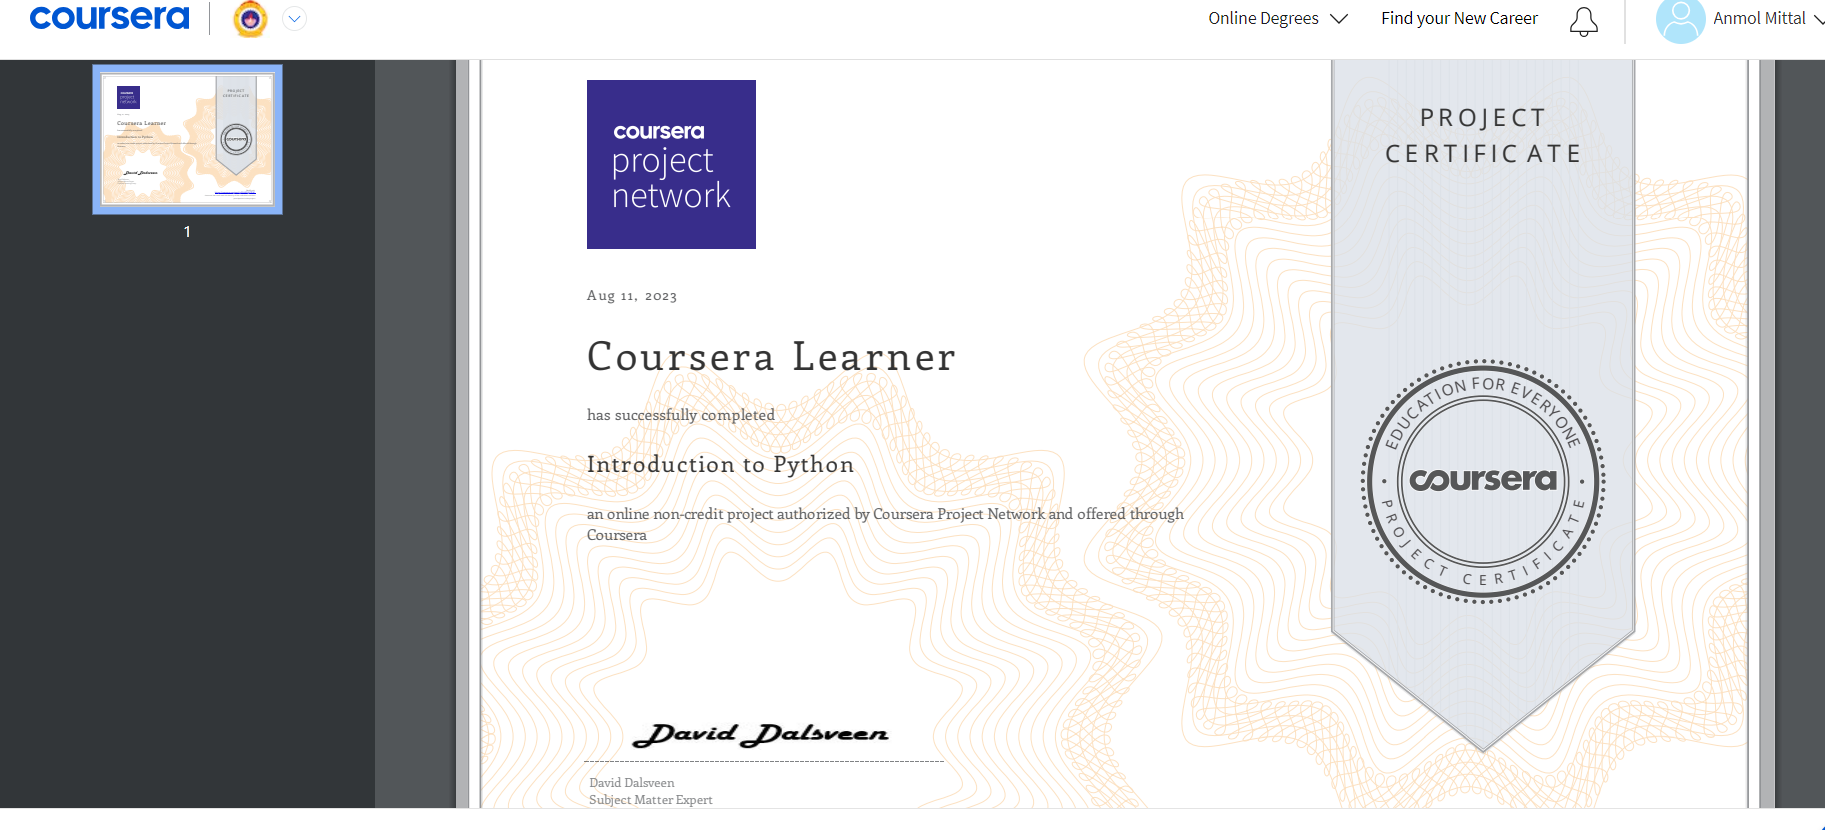 coursera
Online Degrees
Find your New Career
Anmol Mittal
1
coursera
project
network
PROJECT
CERTIFICATE
Aug 11, 2023
Coursera Learner
has successfully completed
Introduction to Python
an online non-credit project authorized by Coursera Project Network and offered through
Coursera
EDUCATION FOR EVERYONE
coursera
PROJECT CERTIFICATE
David Dalsveen
David Dalsveen
Subject Matter Expert